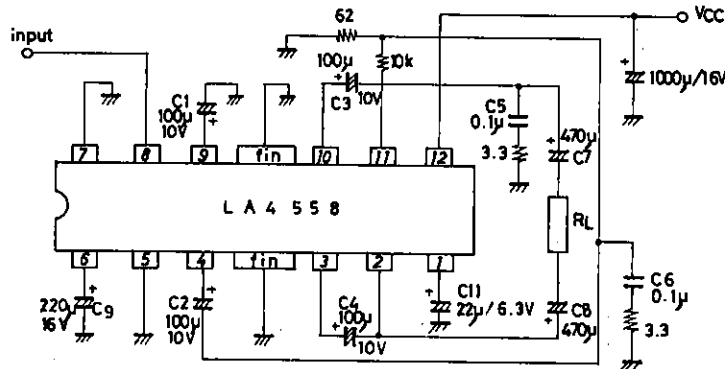 62
VCC
input
100μ
10k
1000μ/16V
C3
10V
C1
100μ
10V
C5
0.1μ
3.3
470μ
C7
7
8
9
fin
10
11
12
LA4558
RL
6
5
4
fin
3
2
1
220μ
16V
C9
C2
100μ
10V
C4
100μ
10V
C11
22μ/6.3V
C8
470μ
C6
0.1μ
3.3